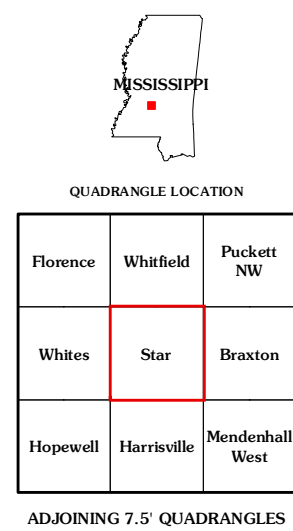 MISSISSIPPI
QUADRANGLE LOCATION
Florence
Whitfield
Puckett
NW
Whites
Star
Braxton
Hopewell
Harrisville
Mendenhall
West
ADJOINING 7.5' QUADRANGLES